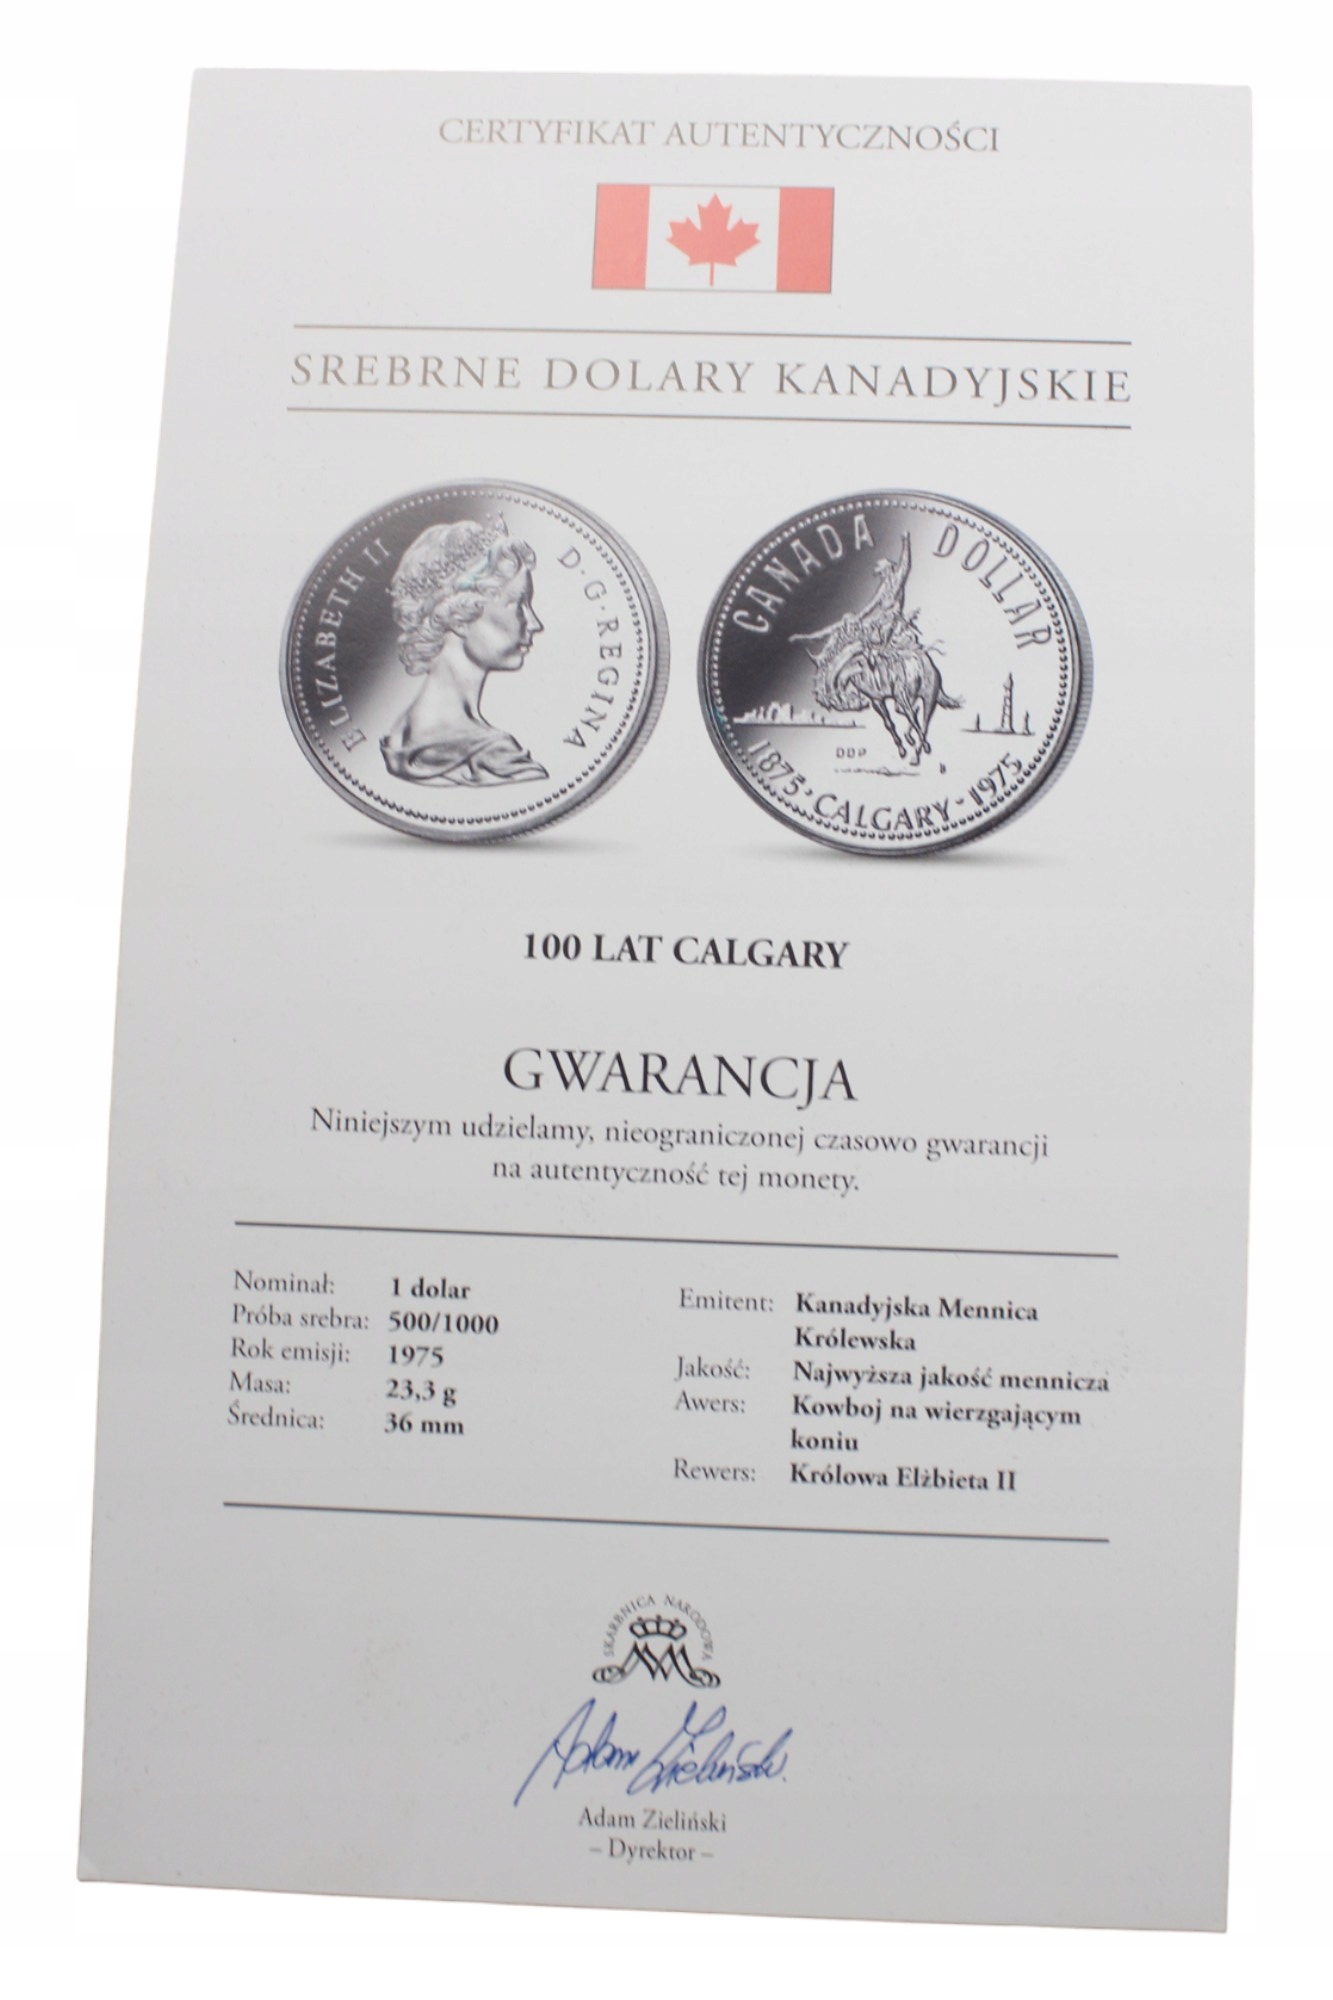 CERTYFIKAT AUTENTYCZNOŚCI
SREBRNE DOLARY KANADYJSKIE
ELIZABETH II D·G·REGINA
CANADA DOLLAR
1875·CALGARY-1975
100 LAT CALGARY
GWARANCJA
Niniejszym udzielamy, nieograniczonej czasowo gwarancji
na autentyczność tej monety.
Nominał: 1 dolar
Próba srebra: 500/1000
Rok emisji: 1975
Masa: 23,3 g
Średnica: 36 mm
Emitent: Kanadyjska Mennica
Królewska
Jakość: Najwyższa jakość mennicza
Awers: Kowboj na wierzgającym
koniu
Rewers: Królowa Elżbieta II
SKARBNICA NARODOWA
Adam Zieliński
Adam Zieliński
– Dyrektor –